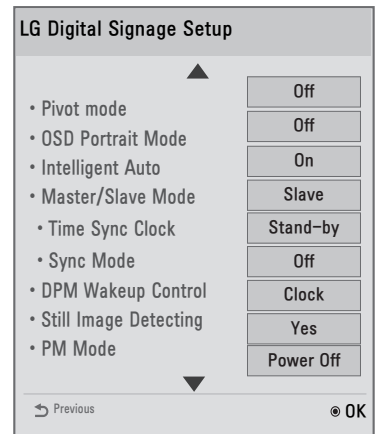 LG Digital Signage Setup
• Pivot mode
Off
• OSD Portrait Mode
Off
• Intelligent Auto
On
• Master/Slave Mode
Slave
• Time Sync Clock
Stand-by
• Sync Mode
Off
• DPM Wakeup Control
Clock
• Still Image Detecting
Yes
• PM Mode
Power Off
Previous
OK